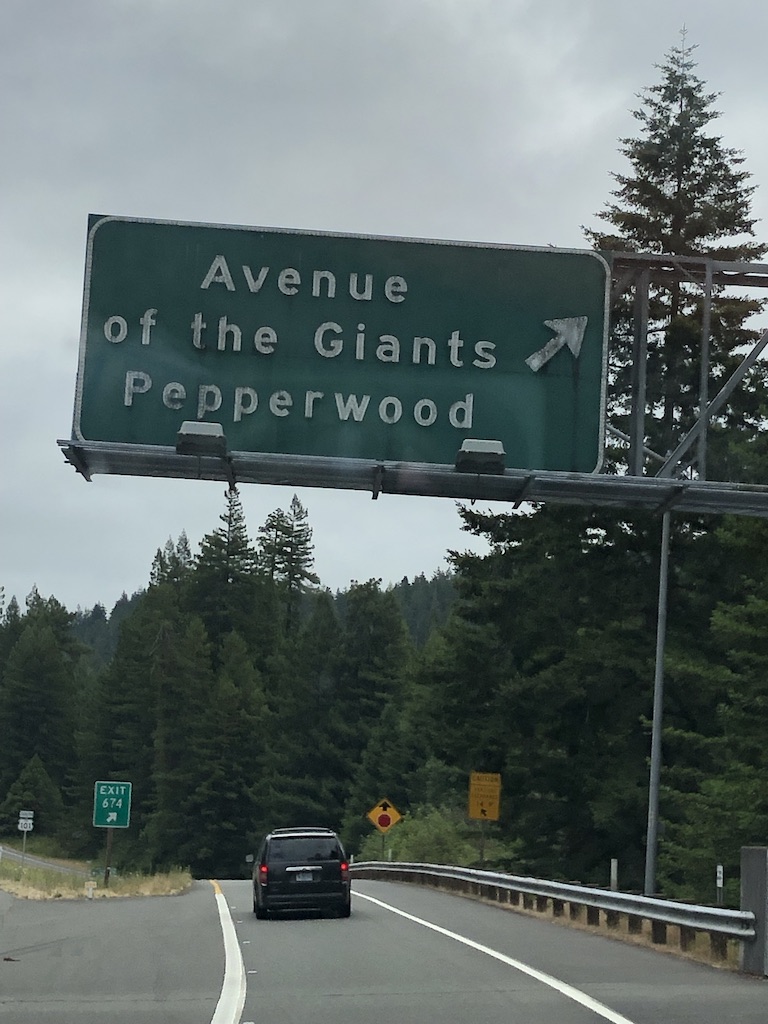 Avenue
of the Giants
Pepperwood
EXIT
674
101